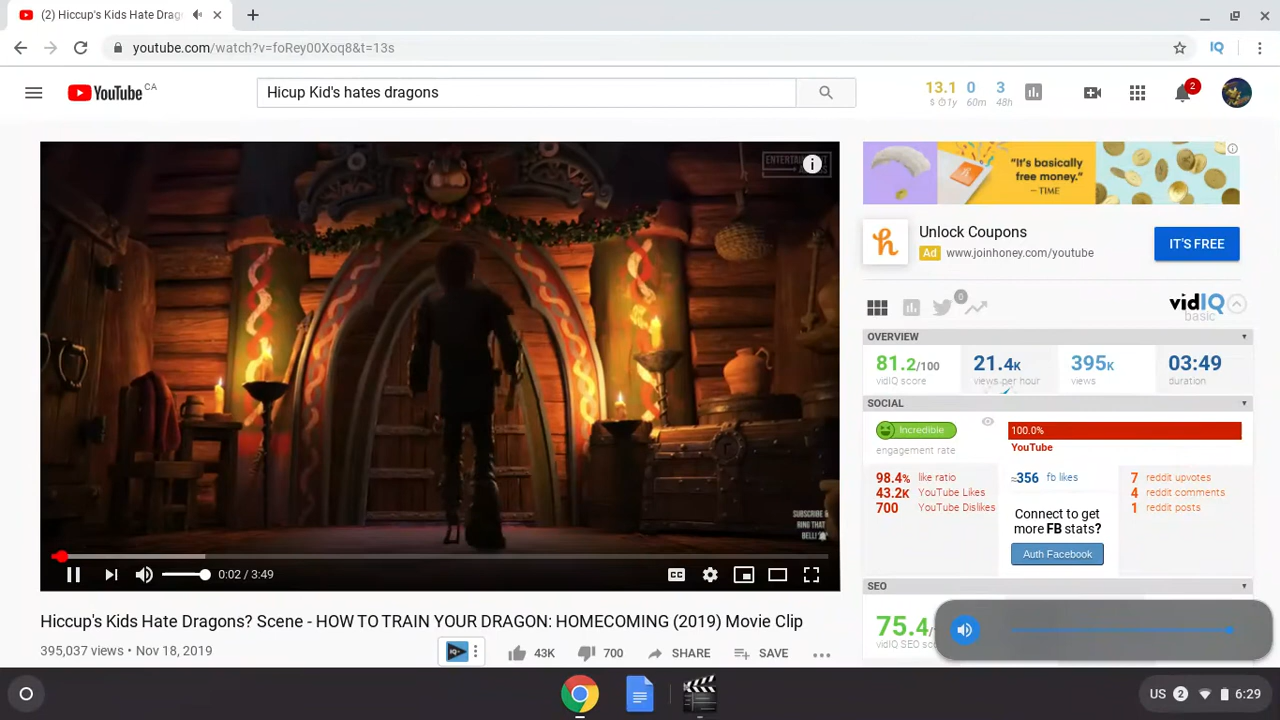 (2) Hiccup's Kids Hate Drag
youtube.com/watch?v=foRey00Xoq8&t=13s
IQ
YouTube CA
Hicup Kid's hates dragons
13.1 0 3
1y 60m 48h
2
i
SUBSCRIBE &
RING THAT
0:02 / 3:49
CC
"It's basically
free money."
– TIME
Unlock Coupons
Ad www.joinhoney.com/youtube
IT'S FREE
0
vidIQ
basic
OVERVIEW
81.2/100 21.4K 395K 03:49
vidIQ score views per hour views duration
SOCIAL
Incredible
engagement rate
100.0%
YouTube
98.4% like ratio
43.2K YouTube Likes
700 YouTube Dislikes
≈356 fb likes
Connect to get
more FB stats?
Auth Facebook
7 reddit upvotes
4 reddit comments
1 reddit posts
SEO
75.4/
vidIQ SEO
Hiccup's Kids Hate Dragons? Scene - HOW TO TRAIN YOUR DRAGON: HOMECOMING (2019) Movie Clip
395,037 views • Nov 18, 2019
43K 700 SHARE SAVE
US 2 6:29